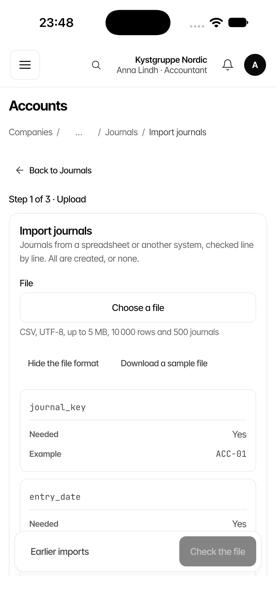 23:48
Kystgruppe Nordic
Anna Lindh · Accountant
A
Accounts
Companies / ... / Journals / Import journals
← Back to Journals
Step 1 of 3 · Upload
Import journals
Journals from a spreadsheet or another system, checked line
by line. All are created, or none.
File
Choose a file
CSV, UTF-8, up to 5 MB, 10 000 rows and 500 journals
Hide the file format Download a sample file
journal_key
Needed Yes
Example ACC-01
entry_date
Needed Yes
Earlier imports Check the file